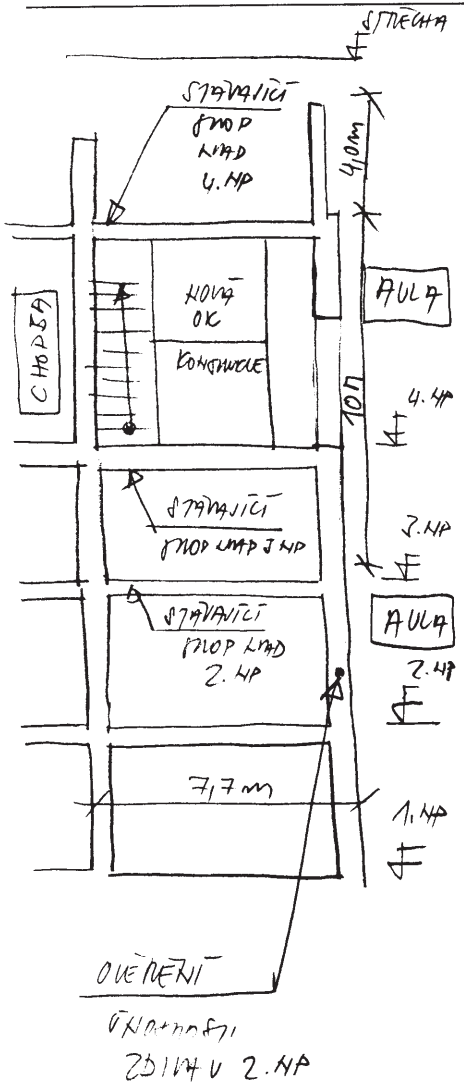 STŘECHA
STÁVAJÍCÍ
STROP
NAD
4.NP
4,0m
CHODBA
NOVÁ
OK
KONSTRUKCE
AULA
10m
4.NP
STÁVAJÍCÍ
STROP NAD 3 NP
3.NP
STÁVAJÍCÍ
STROP NAD
2.NP
AULA
2.NP
7,7m
1.NP
OVĚŘENÍ
ÚNOSNOSTI
ZDIVA V 2.NP